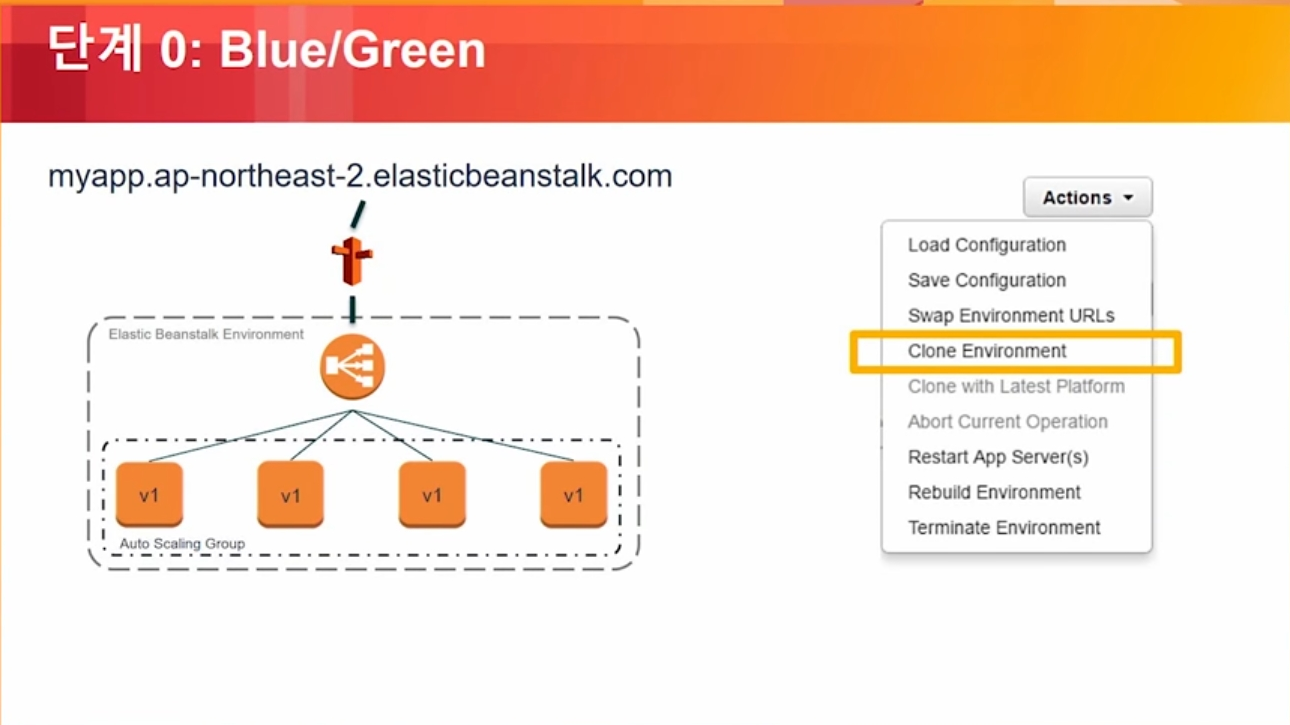 단계 0: Blue/Green
myapp.ap-northeast-2.elasticbeanstalk.com
Elastic Beanstalk Environment
v1
v1
v1
v1
Auto Scaling Group
Actions
Load Configuration
Save Configuration
Swap Environment URLs
Clone Environment
Clone with Latest Platform
Abort Current Operation
Restart App Server(s)
Rebuild Environment
Terminate Environment